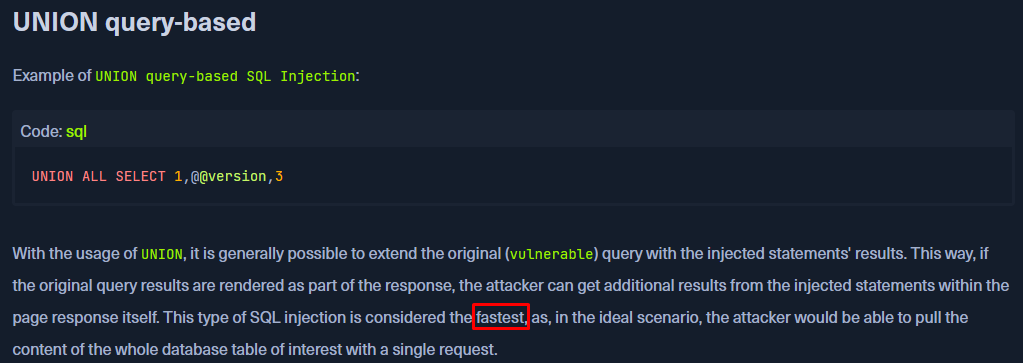 UNION query-based
Example of UNION query-based SQL Injection:
Code: sql
UNION ALL SELECT 1,@@version,3
With the usage of UNION, it is generally possible to extend the original (vulnerable) query with the injected statements' results. This way, if
the original query results are rendered as part of the response, the attacker can get additional results from the injected statements within the
page response itself. This type of SQL injection is considered the fastest, as, in the ideal scenario, the attacker would be able to pull the
content of the whole database table of interest with a single request.